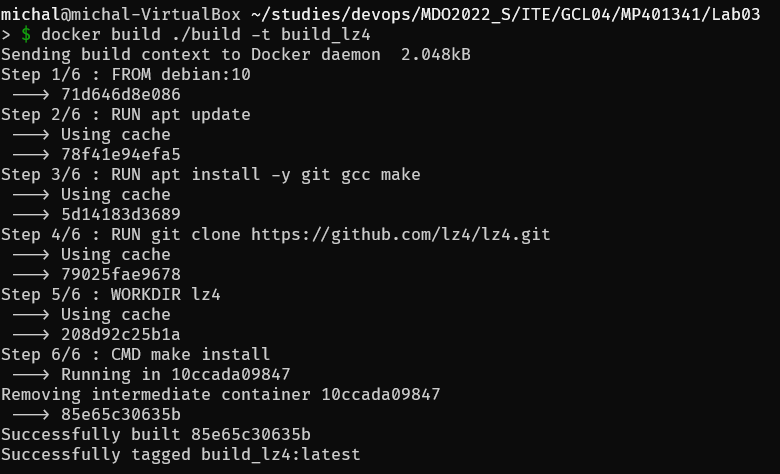 michal@michal-VirtualBox ~/studies/devops/MDO2022_S/ITE/GCL04/MP401341/Lab03
> $ docker build ./build -t build_lz4
Sending build context to Docker daemon  2.048kB
Step 1/6 : FROM debian:10
 ---> 71d646d8e086
Step 2/6 : RUN apt update
 ---> Using cache
 ---> 78f41e94efa5
Step 3/6 : RUN apt install -y git gcc make
 ---> Using cache
 ---> 5d14183d3689
Step 4/6 : RUN git clone https://github.com/lz4/lz4.git
 ---> Using cache
 ---> 79025fae9678
Step 5/6 : WORKDIR lz4
 ---> Using cache
 ---> 208d92c25b1a
Step 6/6 : CMD make install
 ---> Running in 10ccada09847
Removing intermediate container 10ccada09847
 ---> 85e65c30635b
Successfully built 85e65c30635b
Successfully tagged build_lz4:latest